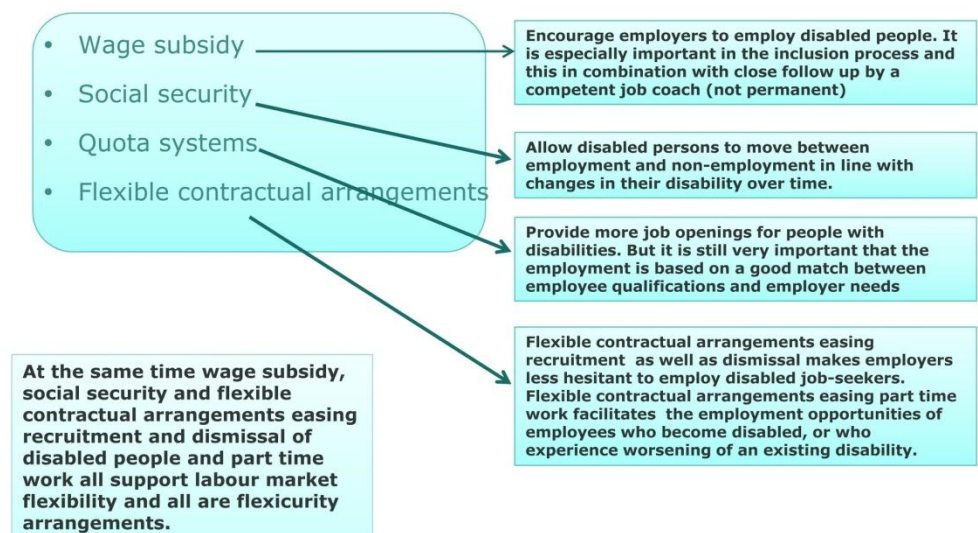 • Wage subsidy
• Social security
• Quota systems
• Flexible contractual arrangements
Encourage employers to employ disabled people. It
is especially important in the inclusion process and
this in combination with close follow up by a
competent job coach (not permanent)
Allow disabled persons to move between
employment and non-employment in line with
changes in their disability over time.
Provide more job openings for people with
disabilities. But it is still very important that the
employment is based on a good match between
employee qualifications and employer needs
Flexible contractual arrangements easing
recruitment as well as dismissal makes employers
less hesitant to employ disabled job-seekers.
Flexible contractual arrangements easing part time
work facilitates the employment opportunities of
employees who become disabled, or who
experience worsening of an existing disability.
At the same time wage subsidy,
social security and flexible
contractual arrangements easing
recruitment and dismissal of
disabled people and part time
work all support labour market
flexibility and all are flexicurity
arrangements.